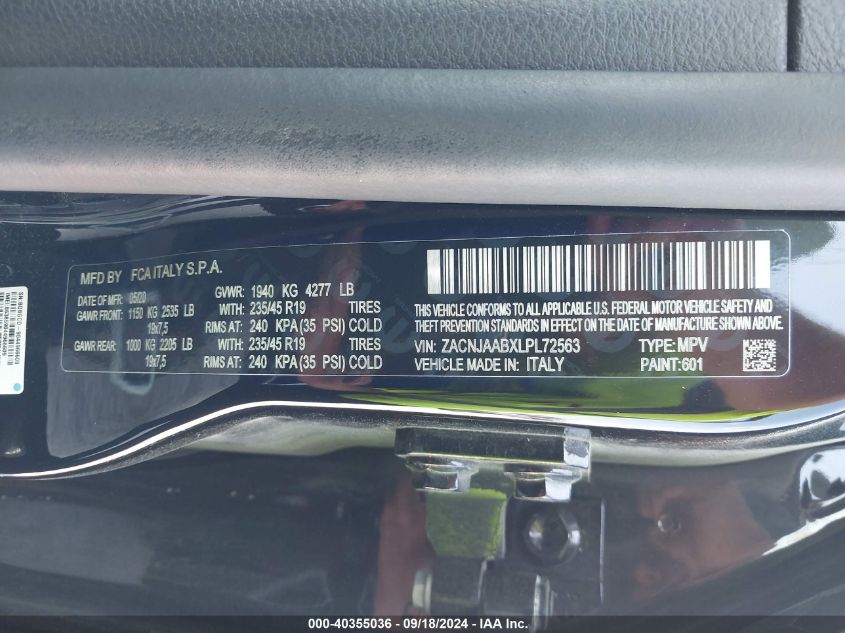 MFD BY FCA ITALY S.P.A.
DATE OF MFR: 05/20 GVWR: 1940 KG 4277 LB
GAWR FRONT: 1150 KG 2535 LB WITH: 235/45 R19 TIRES
19x7,5 RIMS AT: 240 KPA(35 PSI) COLD
GAWR REAR: 1000 KG 2205 LB WITH: 235/45 R19 TIRES
19x7,5 RIMS AT: 240 KPA(35 PSI) COLD
THIS VEHICLE CONFORMS TO ALL APPLICABLE U.S. FEDERAL MOTOR VEHICLE SAFETY AND
THEFT PREVENTION STANDARDS IN EFFECT ON THE DATE OF MANUFACTURE SHOWN ABOVE.
VIN: ZACNJAABXLPL72563 TYPE: MPV
VEHICLE MADE IN: ITALY PAINT:601
000-40355036 - 09/18/2024 - IAA Inc.